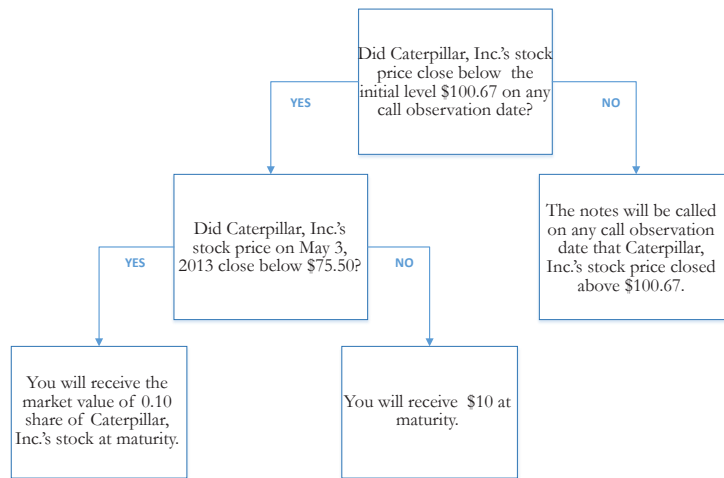 Did Caterpillar, Inc.'s stock
price close below the
initial level $100.67 on any
call observation date?
YES
NO
Did Caterpillar, Inc.'s
stock price on May 3,
2013 close below $75.50?
The notes will be called
on any call observation
date that Caterpillar,
Inc.'s stock price closed
above $100.67.
YES
NO
You will receive the
market value of 0.10
share of Caterpillar,
Inc.'s stock at maturity.
You will receive $10 at
maturity.